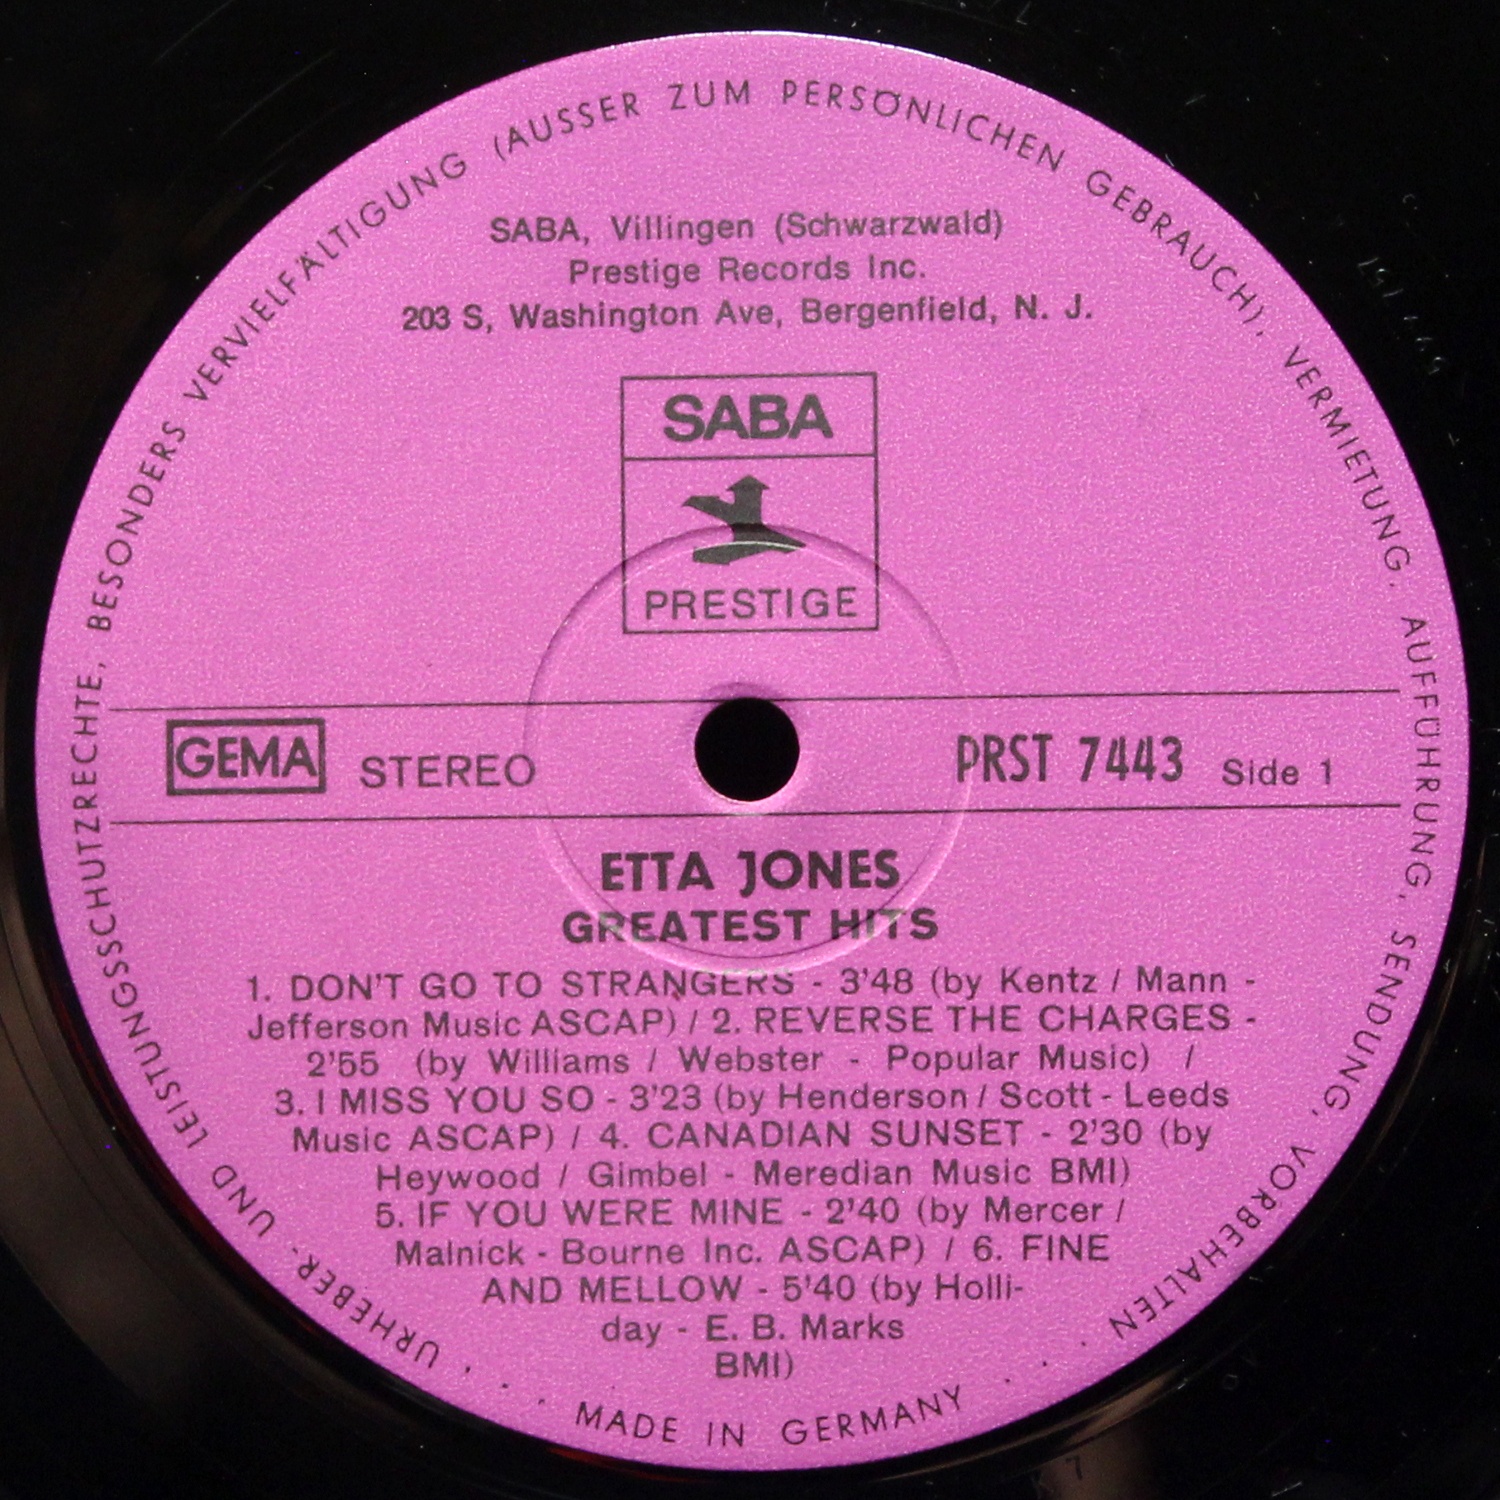 URHEBER- UND LEISTUNGSSCHUTZRECHTE, BESONDERS VERVIELFÄLTIGUNG (AUSSER ZUM PERSÖNLICHEN GEBRAUCH), VERMIETUNG, AUFFÜHRUNG, SENDUNG, VORBEHALTEN
SABA, Villingen (Schwarzwald)
Prestige Records Inc.
203 S, Washington Ave, Bergenfield, N. J.
SABA
PRESTIGE
GEMA STEREO PRST 7443 Side 1
ETTA JONES
GREATEST HITS
1. DON'T GO TO STRANGERS - 3'48 (by Kentz / Mann -
Jefferson Music ASCAP) / 2. REVERSE THE CHARGES -
2'55 (by Williams / Webster - Popular Music) /
3. I MISS YOU SO - 3'23 (by Henderson / Scott - Leeds
Music ASCAP) / 4. CANADIAN SUNSET - 2'30 (by
Heywood / Gimbel - Meredian Music BMI)
5. IF YOU WERE MINE - 2'40 (by Mercer /
Malnick - Bourne Inc. ASCAP) / 6. FINE
AND MELLOW - 5'40 (by Holli-
day - E. B. Marks
BMI)
MADE IN GERMANY